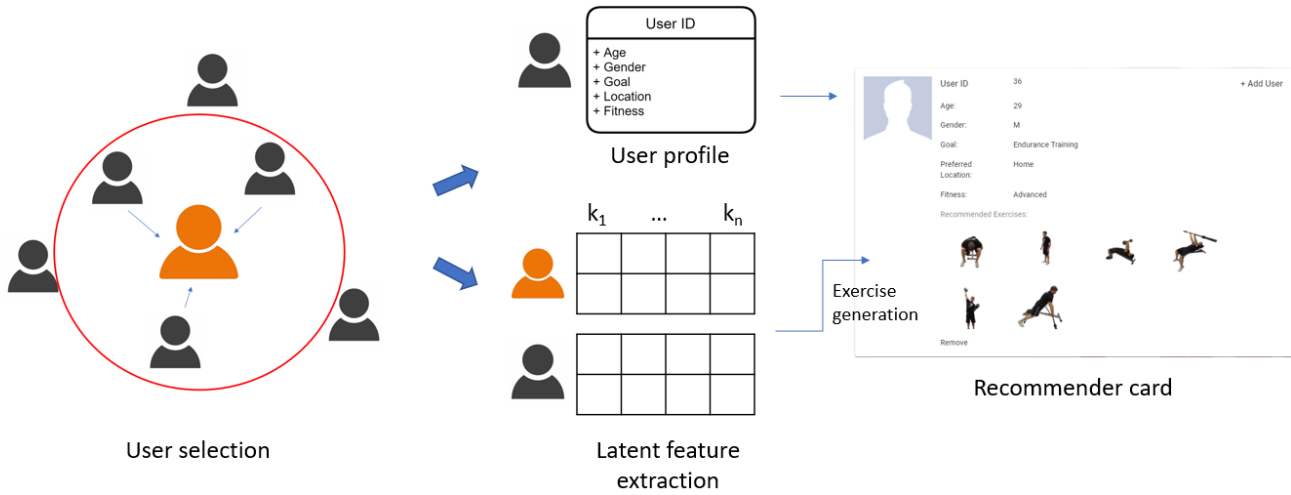 User ID
+ Age
+ Gender
+ Goal
+ Location
+ Fitness
User profile
k1 ... kn
User selection
Latent feature
extraction
Exercise
generation
User ID 36 + Add User
Age: 29
Gender: M
Goal: Endurance Training
Preferred Home
Location:
Fitness: Advanced
Recommended Exercises:
Remove
Recommender card